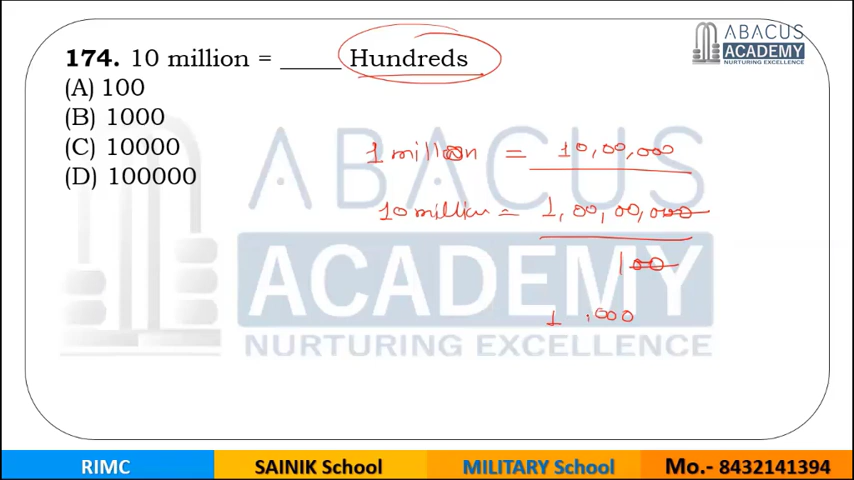 174. 10 million = _____ Hundreds
(A) 100
(B) 1000
(C) 10000
(D) 100000
1 million = 10,00,000
10 million = 1,00,00,000
100
1 ,000
ABACUS
ACADEMY
NURTURING EXCELLENCE
ABACUS
ACADEMY
NURTURING EXCELLENCE
RIMC SAINIK School MILITARY School Mo.- 8432141394